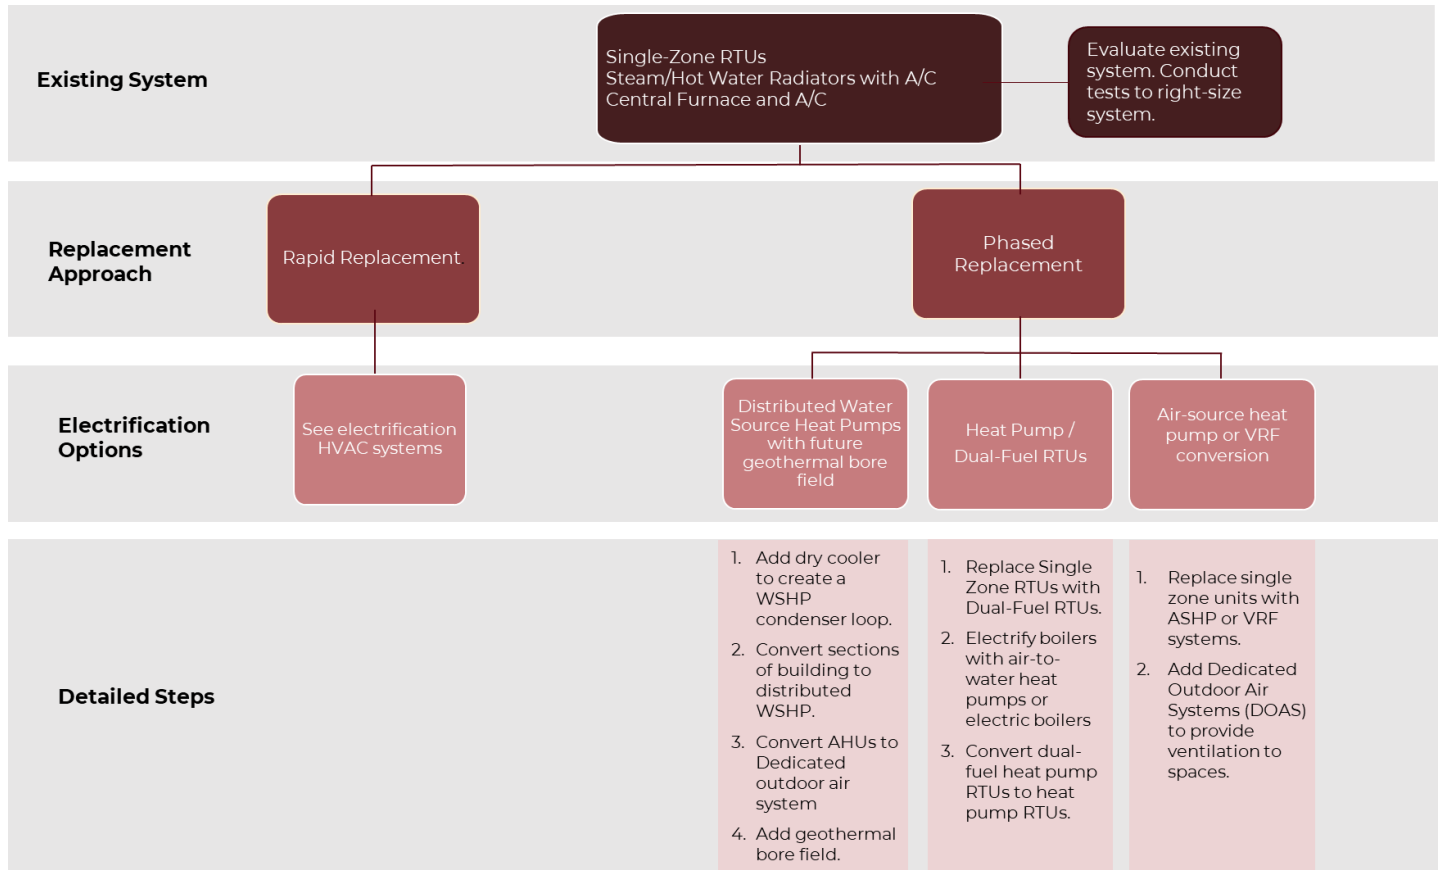 Existing System
Single-Zone RTUs
Steam/Hot Water Radiators with A/C
Central Furnace and A/C
Evaluate existing
system. Conduct
tests to right-size
system.
Replacement
Approach
Rapid Replacement.
Phased
Replacement
Electrification
Options
See electrification
HVAC systems
Distributed Water
Source Heat Pumps
with future
geothermal bore
field
Heat Pump /
Dual-Fuel RTUs
Air-source heat
pump or VRF
conversion
Detailed Steps
1. Add dry cooler
to create a
WSHP
condenser loop.
2. Convert sections
of building to
distributed
WSHP.
3. Convert AHUs to
Dedicated
outdoor air
system
4. Add geothermal
bore field.
1. Replace Single
Zone RTUs with
Dual-Fuel RTUs.
2. Electrify boilers
with air-to-
water heat
pumps or
electric boilers
3. Convert dual-
fuel heat pump
RTUs to heat
pump RTUs.
1. Replace single
zone units with
ASHP or VRF
systems.
2. Add Dedicated
Outdoor Air
Systems (DOAS)
to provide
ventilation to
spaces.